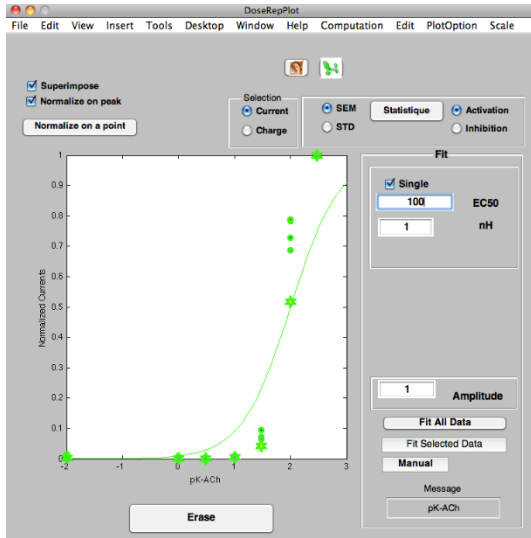 DoseRepPlot
File Edit View Insert Tools Desktop Window Help Computation Edit PlotOption Scale
Superimpose
Normalize on peak
Normalize on a point
Selection
Current
Charge
SEM
STD
Statistique
Activation
Inhibition
Fit
Single
100 EC50
1 nH
1 Amplitude
Fit All Data
Fit Selected Data
Manual
Message
pK-ACh
Normalized Currents
1
0.9
0.8
0.7
0.6
0.5
0.4
0.3
0.2
0.1
0
-2 -1 0 1 2 3
pK-ACh
Erase